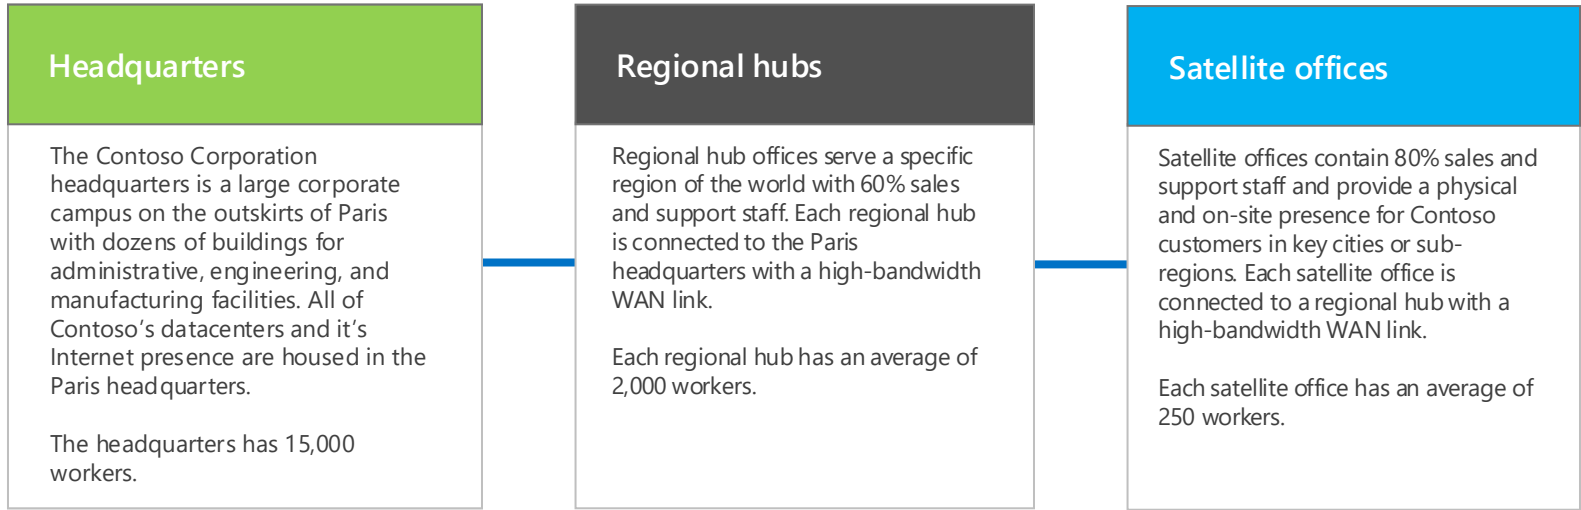 Headquarters
The Contoso Corporation
headquarters is a large corporate
campus on the outskirts of Paris
with dozens of buildings for
administrative, engineering, and
manufacturing facilities. All of
Contoso’s datacenters and it’s
Internet presence are housed in the
Paris headquarters.
The headquarters has 15,000
workers.
Regional hubs
Regional hub offices serve a specific
region of the world with 60% sales
and support staff. Each regional hub
is connected to the Paris
headquarters with a high-bandwidth
WAN link.
Each regional hub has an average of
2,000 workers.
Satellite offices
Satellite offices contain 80% sales and
support staff and provide a physical
and on-site presence for Contoso
customers in key cities or sub-
regions. Each satellite office is
connected to a regional hub with a
high-bandwidth WAN link.
Each satellite office has an average of
250 workers.